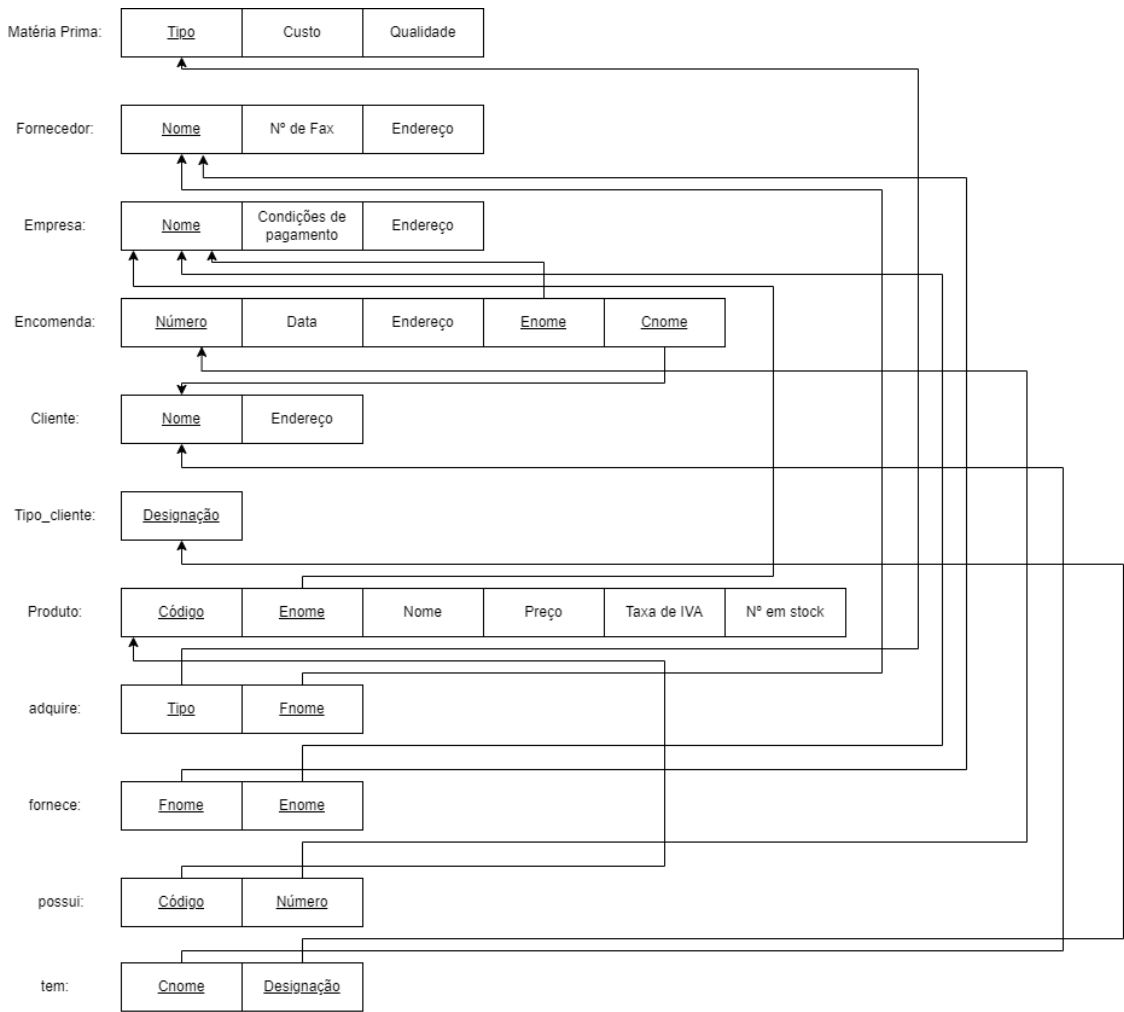 Matéria Prima: Tipo Custo Qualidade
Fornecedor: Nome Nº de Fax Endereço
Empresa: Nome Condições de pagamento Endereço
Encomenda: Número Data Endereço Enome Cnome
Cliente: Nome Endereço
Tipo_cliente: Designação
Produto: Código Enome Nome Preço Taxa de IVA Nº em stock
adquire: Tipo Fnome
fornece: Fnome Enome
possui: Código Número
tem: Cnome Designação